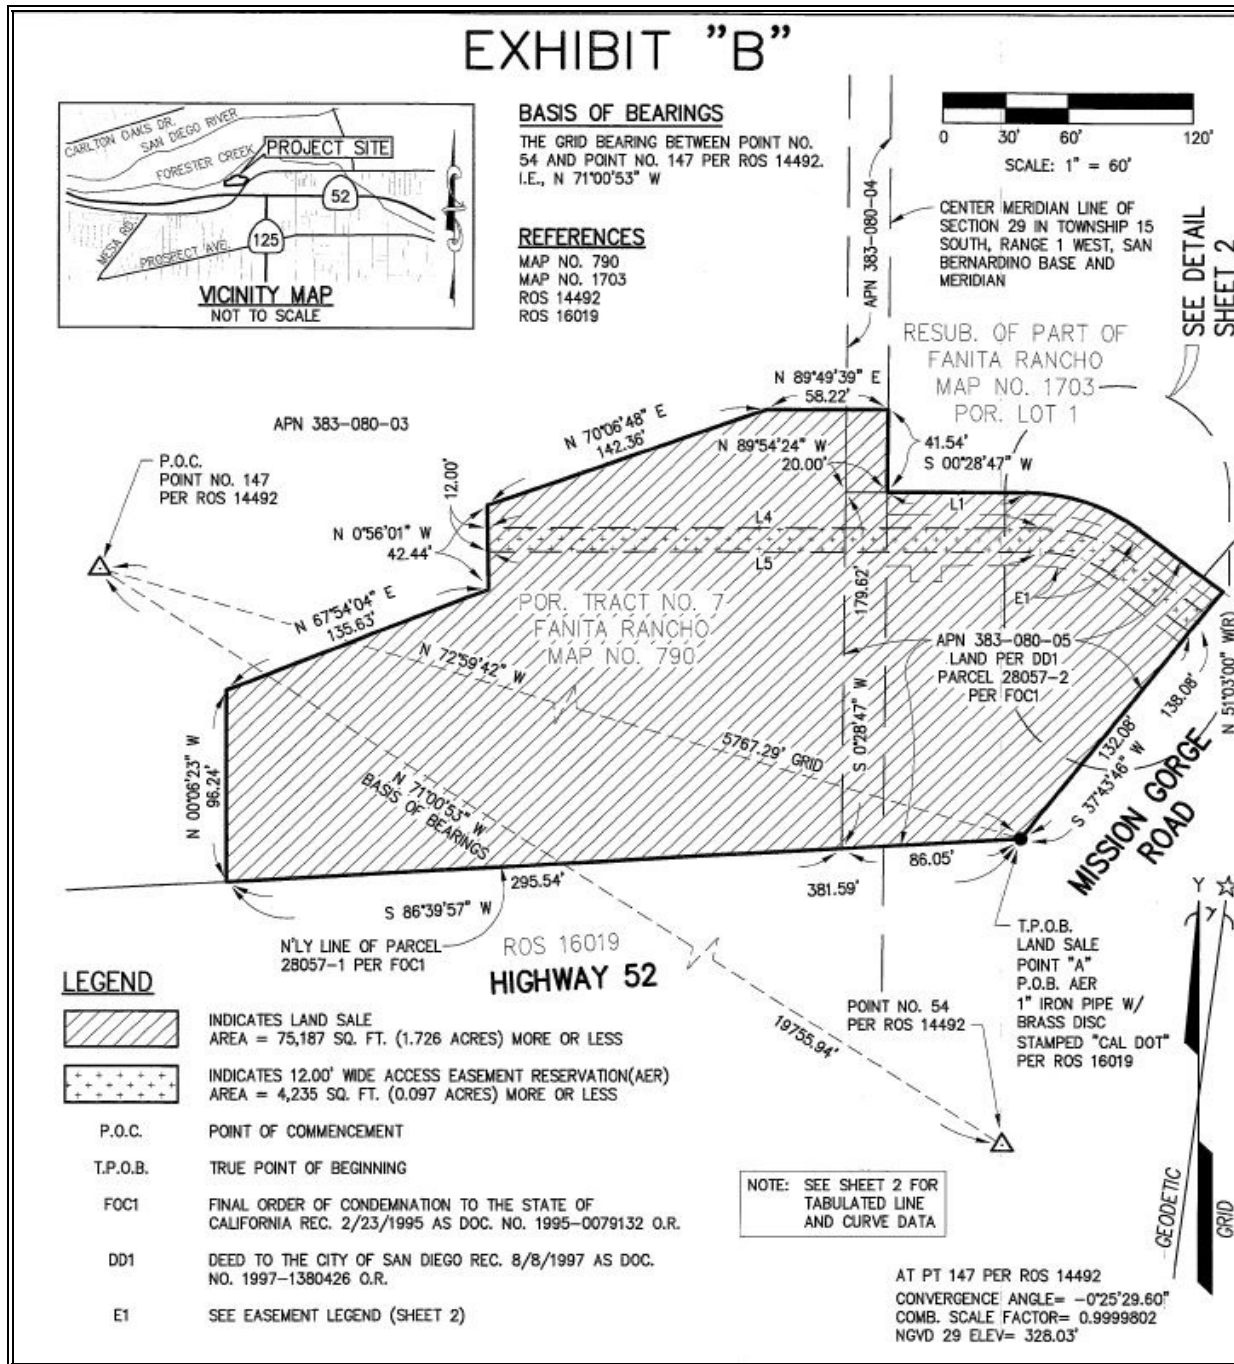 EXHIBIT "B"
CARLTON OAKS DR.
SAN DIEGO RIVER
FORESTER CREEK
PROJECT SITE
52
125
MESA RD.
PROSPECT AVE.
VICINITY MAP
NOT TO SCALE
BASIS OF BEARINGS
THE GRID BEARING BETWEEN POINT NO.
54 AND POINT NO. 147 PER ROS 14492.
I.E., N 71°00'53" W
REFERENCES
MAP NO. 790
MAP NO. 1703
ROS 14492
ROS 16019
APN 383-080-04
0 30' 60' 120'
SCALE: 1" = 60'
CENTER MERIDIAN LINE OF
SECTION 29 IN TOWNSHIP 15
SOUTH, RANGE 1 WEST, SAN
BERNARDINO BASE AND
MERIDIAN
SEE DETAIL
SHEET 2
RESUB. OF PART OF
FANITA RANCHO
MAP NO. 1703
POR. LOT 1
N 89°49'39" E
58.22'
APN 383-080-03
N 70°06'48" E
142.36'
N 89°54'24" W
20.00'
41.54'
S 00°28'47" W
P.O.C.
POINT NO. 147
PER ROS 14492
12.00'
N 0°56'01" W
42.44'
L4
L1
L5
E1
N 67°54'04" E
135.63'
POR. TRACT NO. 7
FANITA RANCHO
MAP NO. 790
179.62'
N 72°59'42" W
5767.29' GRID
S 0°28'47" W
APN 383-080-05
LAND PER DD1
PARCEL 28057-2
PER FOC1
138.08'
N 51°03'00" W(R)
132.08'
S 37°43'46" W
MISSION GORGE
ROAD
N 00°06'23" W
96.24'
N 71°00'53" W
BASIS OF BEARINGS
295.54'
86.05'
381.59'
S 86°39'57" W
N'LY LINE OF PARCEL
28057-1 PER FOC1
ROS 16019
HIGHWAY 52
T.P.O.B.
LAND SALE
POINT "A"
P.O.B. AER
1" IRON PIPE W/
BRASS DISC
STAMPED "CAL DOT"
PER ROS 16019
POINT NO. 54
PER ROS 14492
19755.94'
Y
GEODETIC
GRID
LEGEND
INDICATES LAND SALE
AREA = 75,187 SQ. FT. (1.726 ACRES) MORE OR LESS
INDICATES 12.00' WIDE ACCESS EASEMENT RESERVATION(AER)
AREA = 4,235 SQ. FT. (0.097 ACRES) MORE OR LESS
P.O.C. POINT OF COMMENCEMENT
T.P.O.B. TRUE POINT OF BEGINNING
FOC1 FINAL ORDER OF CONDEMNATION TO THE STATE OF
CALIFORNIA REC. 2/23/1995 AS DOC. NO. 1995-0079132 O.R.
DD1 DEED TO THE CITY OF SAN DIEGO REC. 8/8/1997 AS DOC.
NO. 1997-1380426 O.R.
E1 SEE EASEMENT LEGEND (SHEET 2)
NOTE: SEE SHEET 2 FOR
TABULATED LINE
AND CURVE DATA
AT PT 147 PER ROS 14492
CONVERGENCE ANGLE= -0°25'29.60"
COMB. SCALE FACTOR= 0.9999802
NGVD 29 ELEV= 328.03'